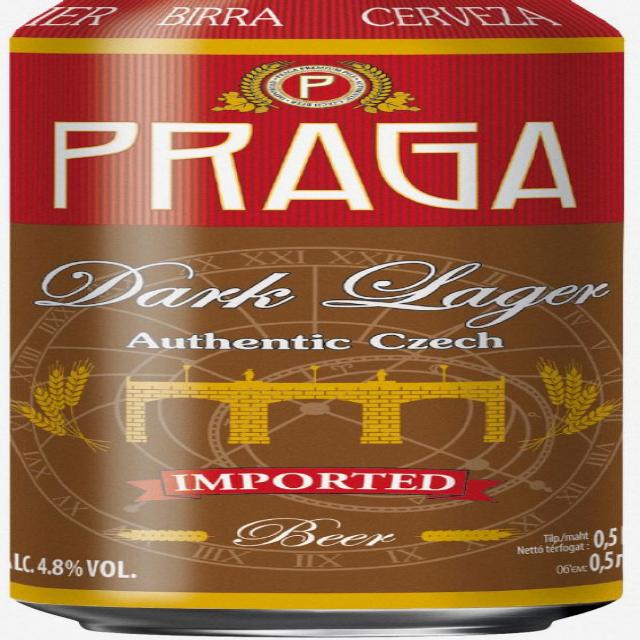 BIRRA CERVEZA
P
PRAGA
Dark Lager
Authentic Czech
IMPORTED
Beer
ALC. 4.8% VOL.
Tilp./maht
Nettó térfogat: 0,5
0,5